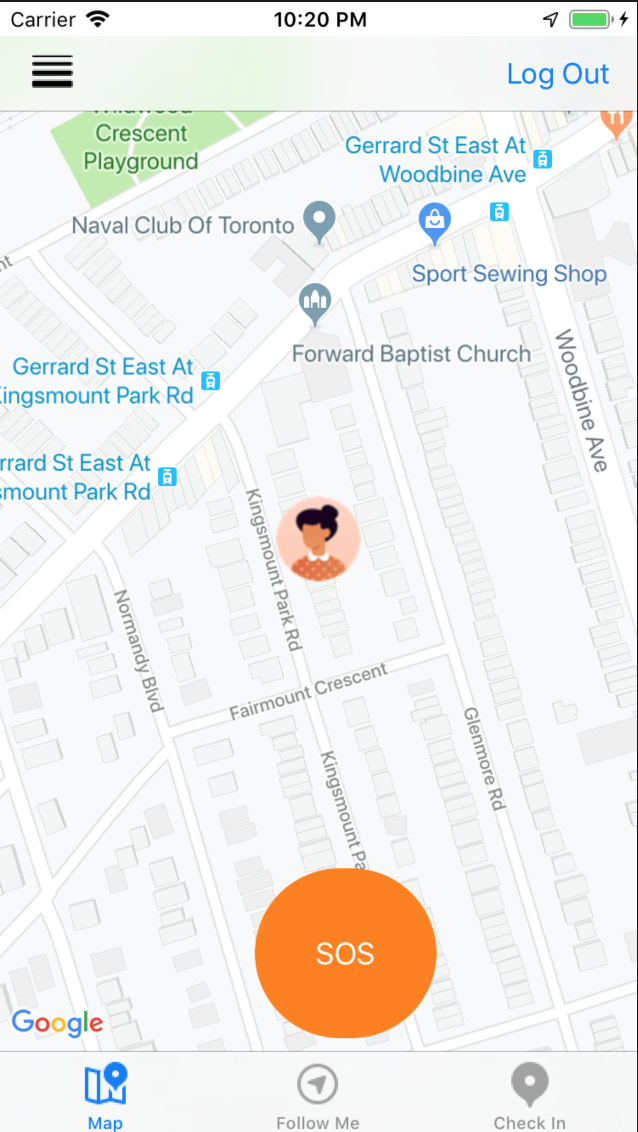 Carrier 10:20 PM
Log Out
Wildwood
Crescent
Playground
Gerrard St East At
Woodbine Ave
Naval Club Of Toronto
Sport Sewing Shop
Forward Baptist Church
Woodbine Ave
Gerrard St East At
Kingsmount Park Rd
rrard St East At
smount Park Rd
Kingsmount Park Rd
Normandy Blvd
Fairmount Crescent
Glenmore Rd
Kingsmount Pa
SOS
Google
Map
Follow Me
Check In